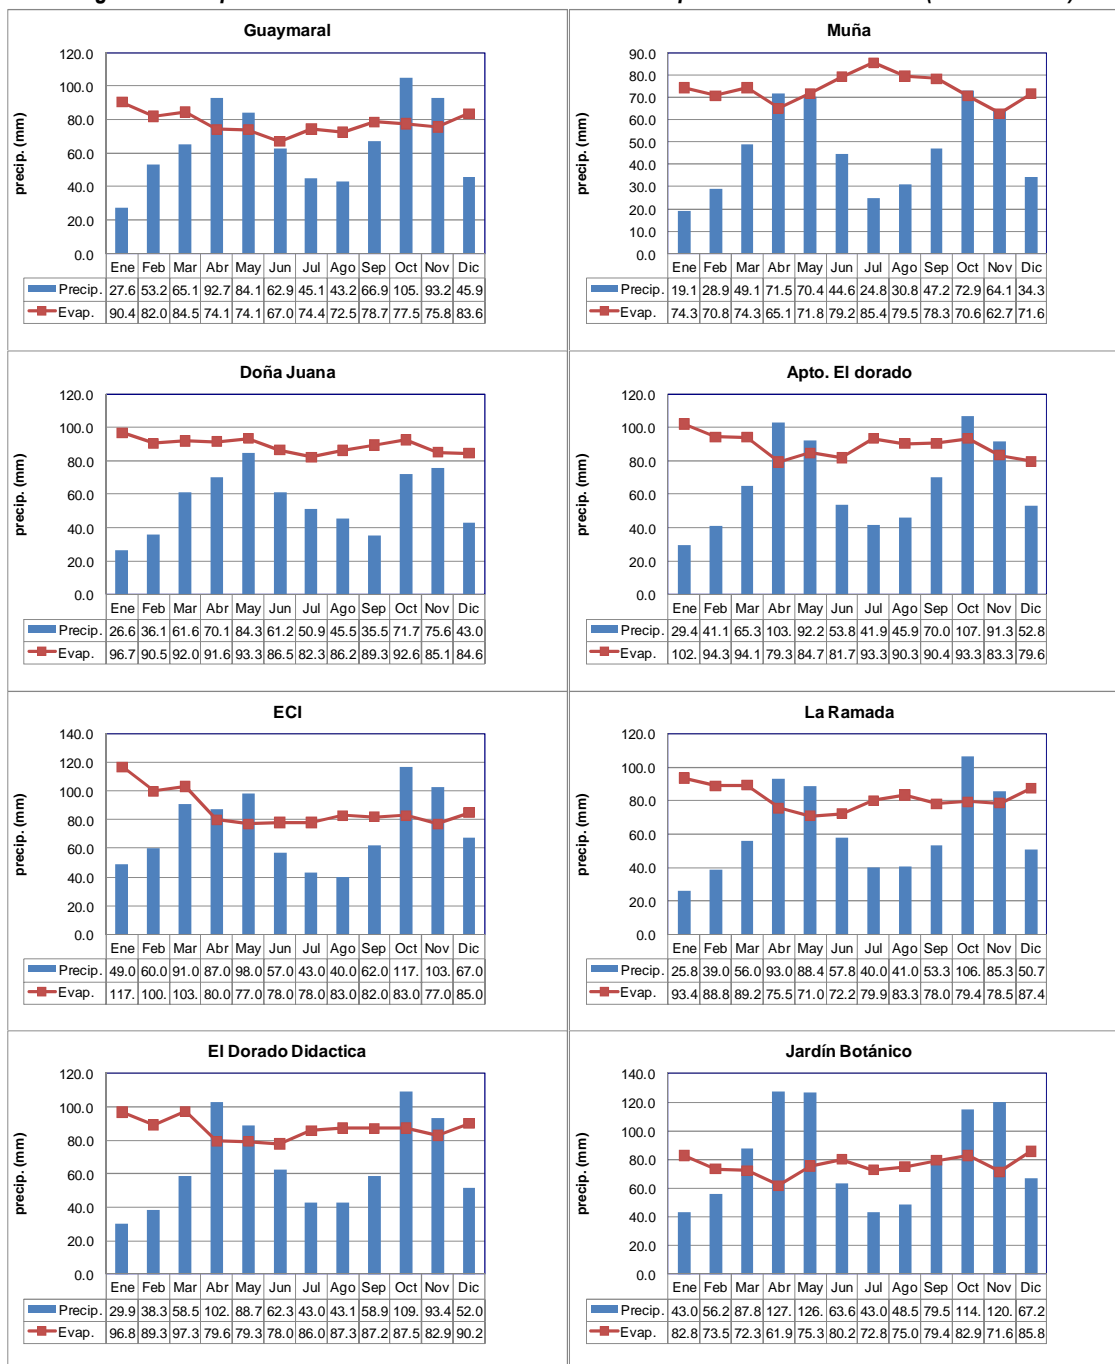 Guaymaral
120.0
100.0
80.0
60.0
40.0
20.0
0.0
precip. (mm)
Ene Feb Mar Abr May Jun Jul Ago Sep Oct Nov Dic
Precip. 27.6 53.2 65.1 92.7 84.1 62.9 45.1 43.2 66.9 105. 93.2 45.9
Evap. 90.4 82.0 84.5 74.1 74.1 67.0 74.4 72.5 78.7 77.5 75.8 83.6
Muña
90.0
80.0
70.0
60.0
50.0
40.0
30.0
20.0
10.0
0.0
precip. (mm)
Ene Feb Mar Abr May Jun Jul Ago Sep Oct Nov Dic
Precip. 19.1 28.9 49.1 71.5 70.4 44.6 24.8 30.8 47.2 72.9 64.1 34.3
Evap. 74.3 70.8 74.3 65.1 71.8 79.2 85.4 79.5 78.3 70.6 62.7 71.6
Doña Juana
120.0
100.0
80.0
60.0
40.0
20.0
0.0
precip. (mm)
Ene Feb Mar Abr May Jun Jul Ago Sep Oct Nov Dic
Precip. 26.6 36.1 61.6 70.1 84.3 61.2 50.9 45.5 35.5 71.7 75.6 43.0
Evap. 96.7 90.5 92.0 91.6 93.3 86.5 82.3 86.2 89.3 92.6 85.1 84.6
Apto. El dorado
120.0
100.0
80.0
60.0
40.0
20.0
0.0
precip. (mm)
Ene Feb Mar Abr May Jun Jul Ago Sep Oct Nov Dic
Precip. 29.4 41.1 65.3 103. 92.2 53.8 41.9 45.9 70.0 107. 91.3 52.8
Evap. 102. 94.3 94.1 79.3 84.7 81.7 93.3 90.3 90.4 93.3 83.3 79.6
ECI
140.0
120.0
100.0
80.0
60.0
40.0
20.0
0.0
precip. (mm)
Ene Feb Mar Abr May Jun Jul Ago Sep Oct Nov Dic
Precip. 49.0 60.0 91.0 87.0 98.0 57.0 43.0 40.0 62.0 117. 103. 67.0
Evap. 117. 100. 103. 80.0 77.0 78.0 78.0 83.0 82.0 83.0 77.0 85.0
La Ramada
120.0
100.0
80.0
60.0
40.0
20.0
0.0
precip. (mm)
Ene Feb Mar Abr May Jun Jul Ago Sep Oct Nov Dic
Precip. 25.8 39.0 56.0 93.0 88.4 57.8 40.0 41.0 53.3 106. 85.3 50.7
Evap. 93.4 88.8 89.2 75.5 71.0 72.2 79.9 83.3 78.0 79.4 78.5 87.4
El Dorado Didactica
120.0
100.0
80.0
60.0
40.0
20.0
0.0
precip. (mm)
Ene Feb Mar Abr May Jun Jul Ago Sep Oct Nov Dic
Precip. 29.9 38.3 58.5 102. 88.7 62.3 43.0 43.1 58.9 109. 93.4 52.0
Evap. 96.8 89.3 97.3 79.6 79.3 78.0 86.0 87.3 87.2 87.5 82.9 90.2
Jardín Botánico
140.0
120.0
100.0
80.0
60.0
40.0
20.0
0.0
precip. (mm)
Ene Feb Mar Abr May Jun Jul Ago Sep Oct Nov Dic
Precip. 43.0 56.2 87.8 127. 126. 63.6 43.0 48.5 79.5 114. 120. 67.2
Evap. 82.8 73.5 72.3 61.9 75.3 80.2 72.8 75.0 79.4 82.9 71.6 85.8